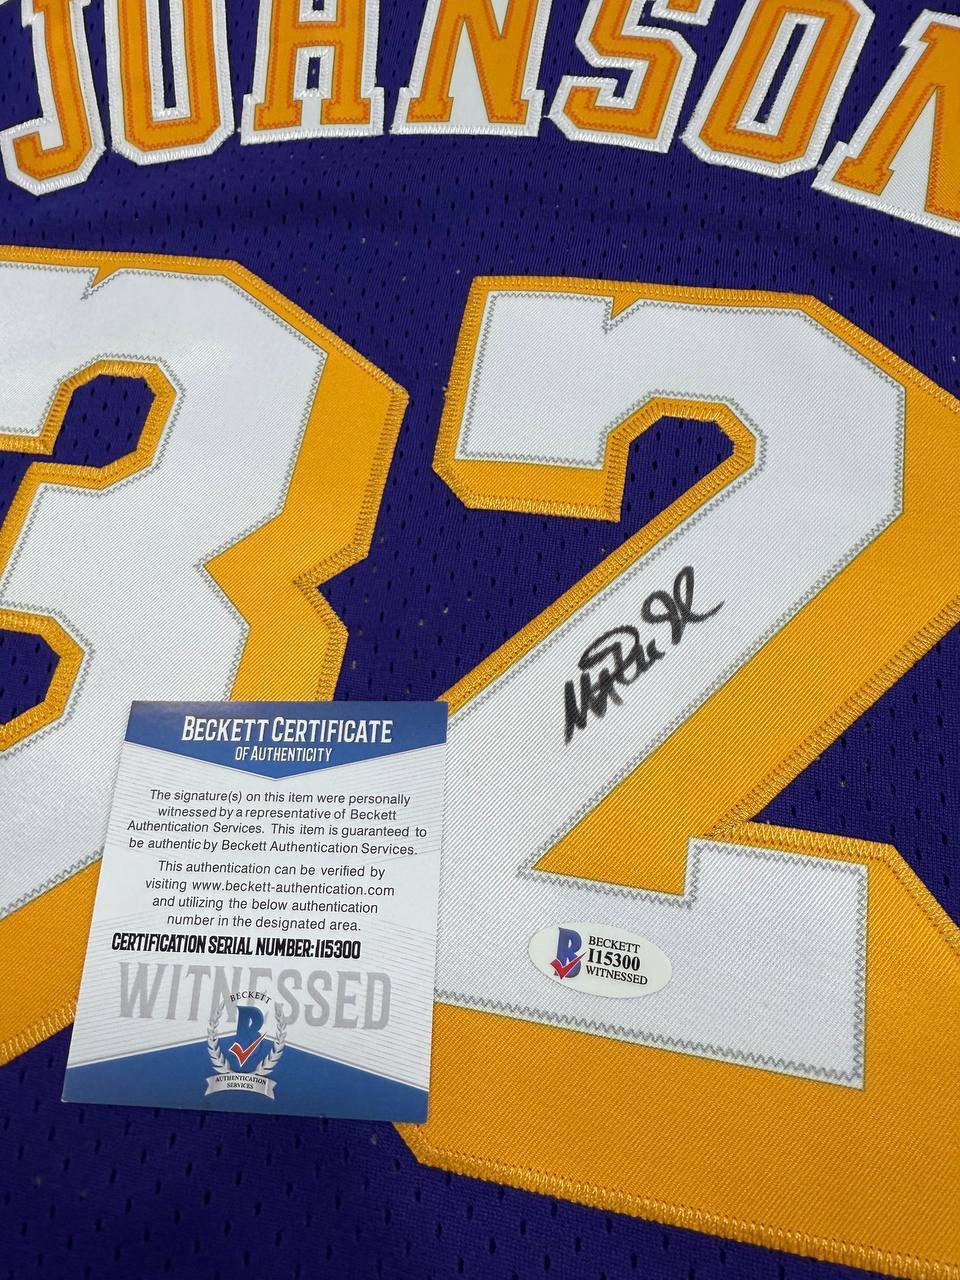 JOHNSON
32
BECKETT CERTIFICATE
OF AUTHENTICITY
The signature(s) on this item were personally
witnessed by a representative of Beckett
Authentication Services. This item is guaranteed to
be authentic by Beckett Authentication Services.
This authentication can be verified by
visiting www.beckett-authentication.com
and utilizing the below authentication
number in the designated area.
CERTIFICATION SERIAL NUMBER:I15300
WITNESSED
BECKETT
B
AUTHENTICATION
SERVICES
B
BECKETT
I15300
WITNESSED